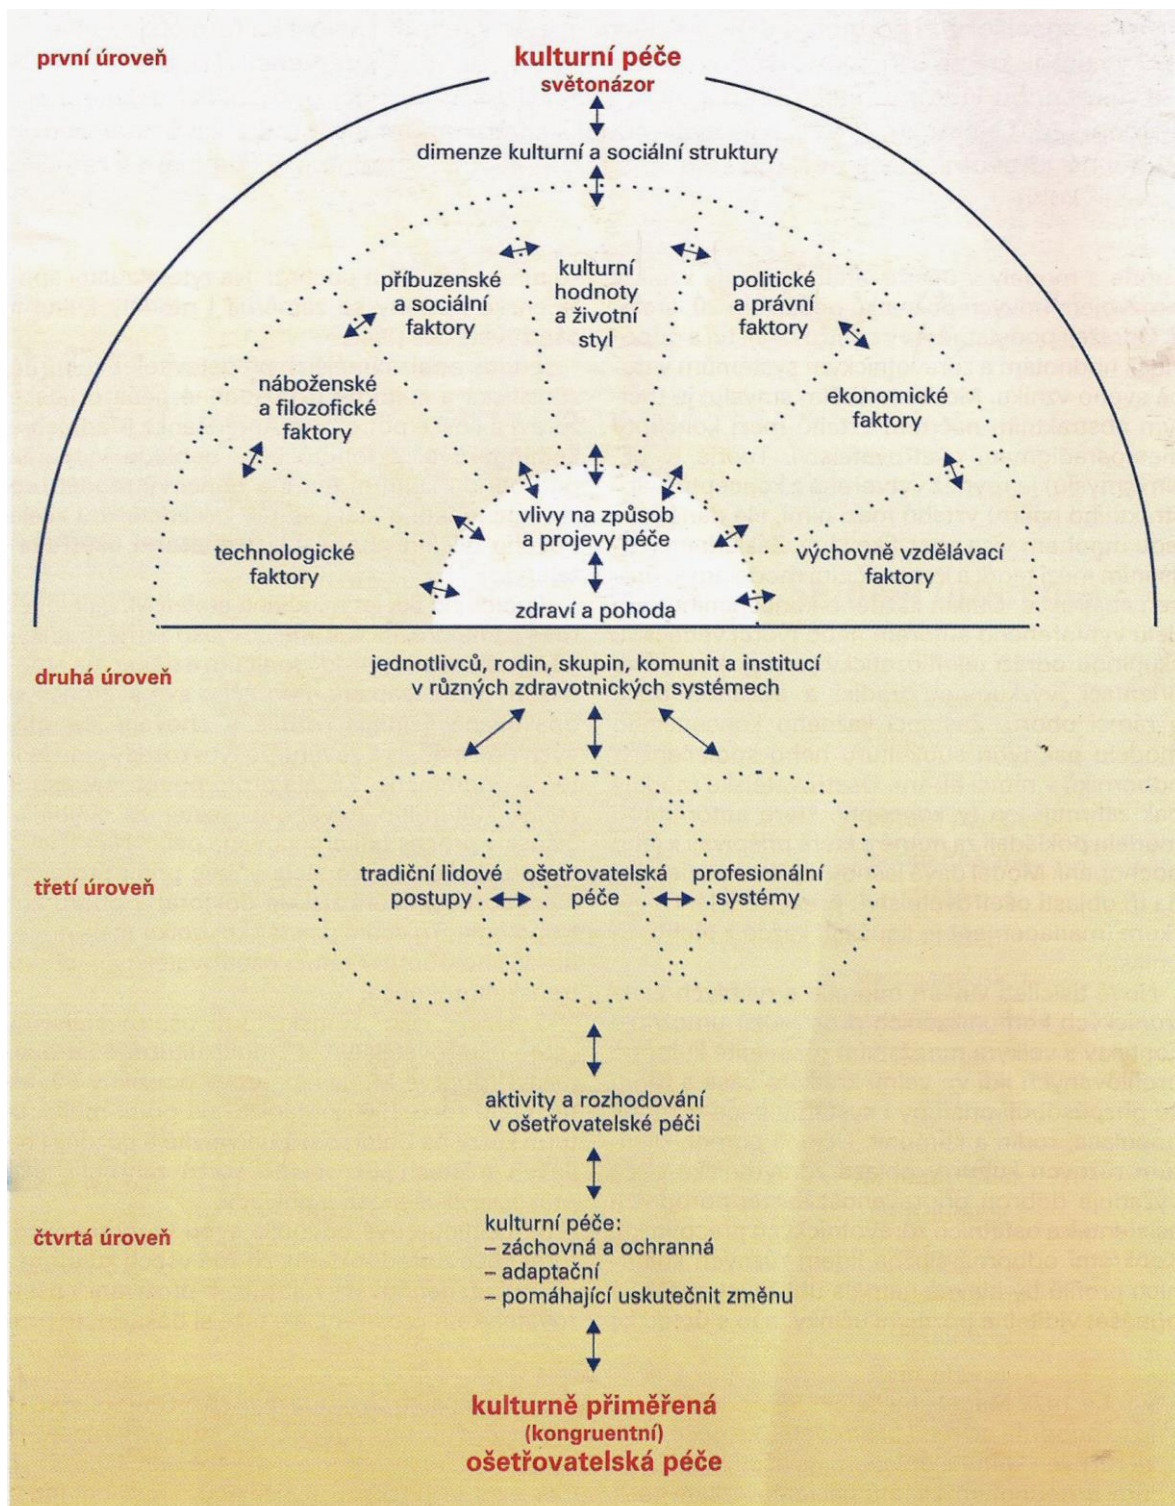 první úroveň
kulturní péče
světonázor
dimenze kulturní a sociální struktury
příbuzenské
a sociální
faktory
kulturní
hodnoty
a životní
styl
politické
a právní
faktory
náboženské
a filozofické
faktory
ekonomické
faktory
technologické
faktory
vlivy na způsob
a projevy péče
výchovně vzdělávací
faktory
zdraví a pohoda
druhá úroveň
jednotlivců, rodin, skupin, komunit a institucí
v různých zdravotnických systémech
třetí úroveň
tradiční lidové
postupy
ošetřovatelská
péče
profesionální
systémy
aktivity a rozhodování
v ošetřovatelské péči
čtvrtá úroveň
kulturní péče:
– záchovná a ochranná
– adaptační
– pomáhající uskutečnit změnu
kulturně přiměřená
(kongruentní)
ošetřovatelská péče